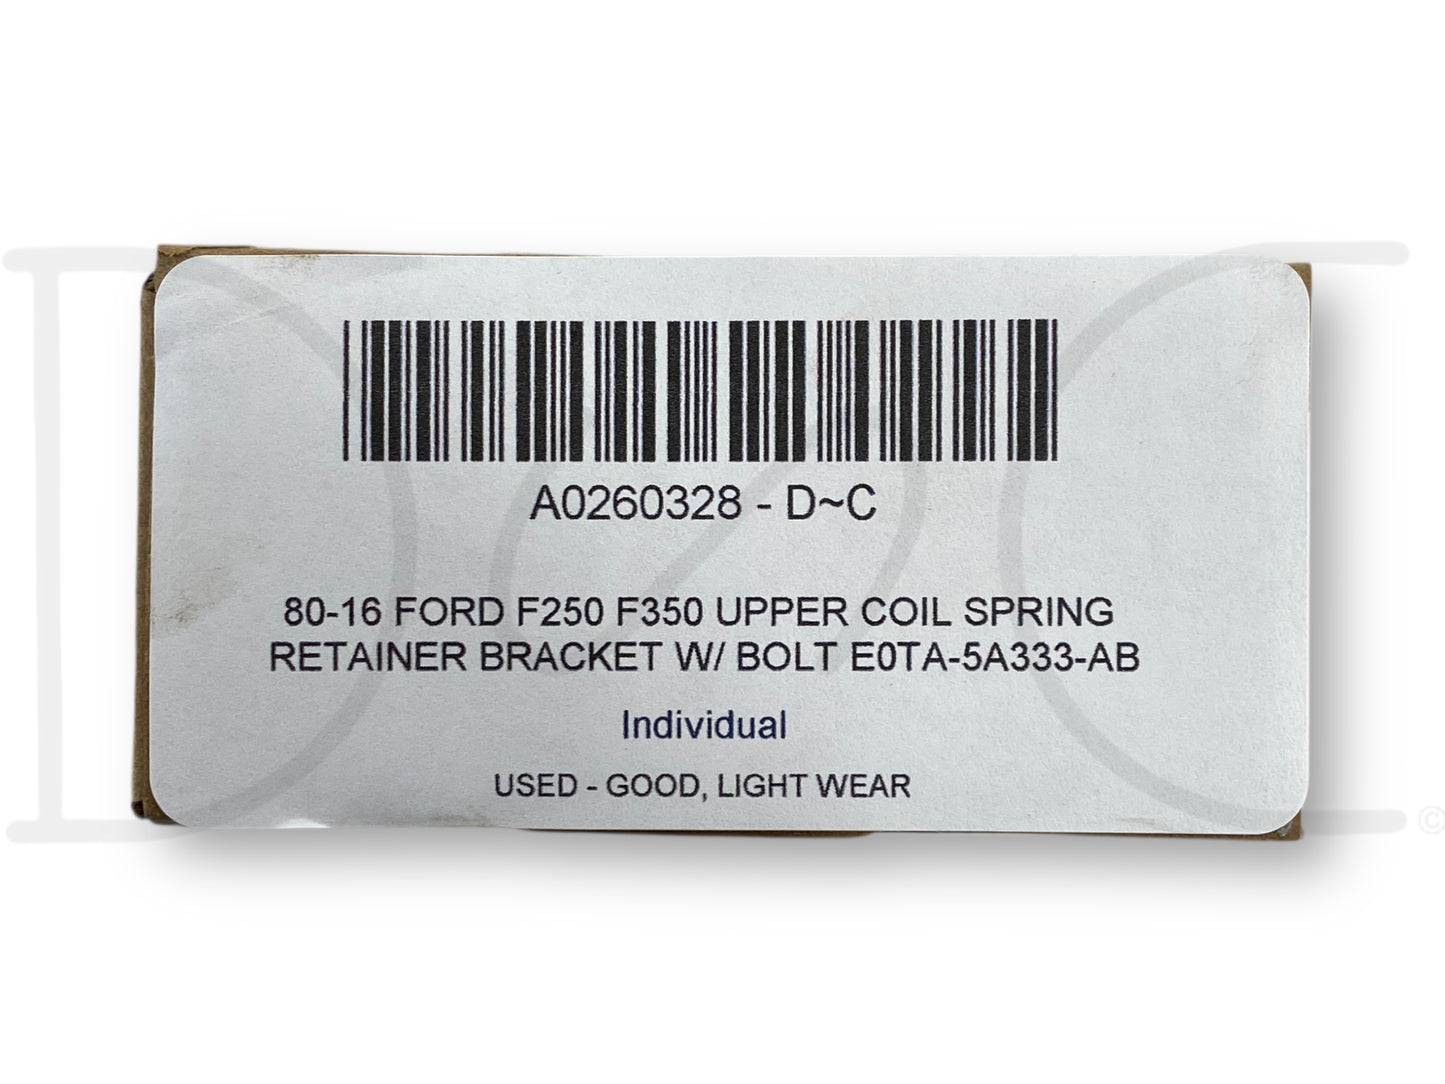 A0260328 - D~C
80-16 FORD F250 F350 UPPER COIL SPRING
RETAINER BRACKET W/ BOLT E0TA-5A333-AB
Individual
USED - GOOD, LIGHT WEAR
©